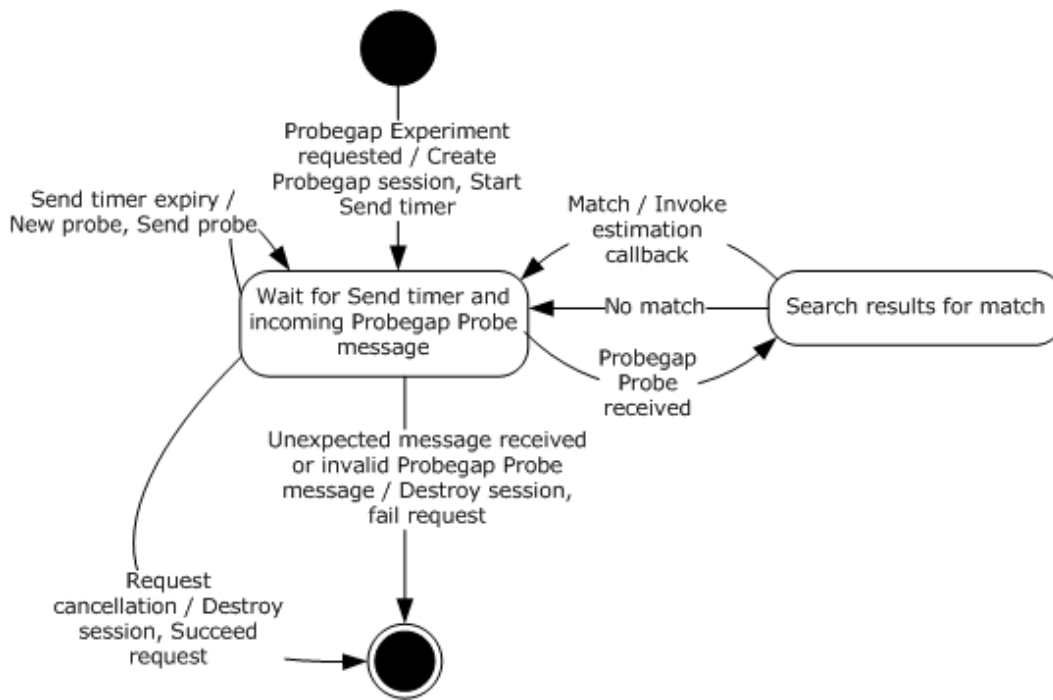 Probegap Experiment
requested / Create
Probegap session, Start
Send timer
Send timer expiry /
New probe, Send probe
Match / Invoke
estimation
callback
Wait for Send timer and
incoming Probegap Probe
message
No match
Search results for match
Probegap
Probe
received
Unexpected message received
or invalid Probegap Probe
message / Destroy session,
fail request
Request
cancellation / Destroy
session, Succeed
request